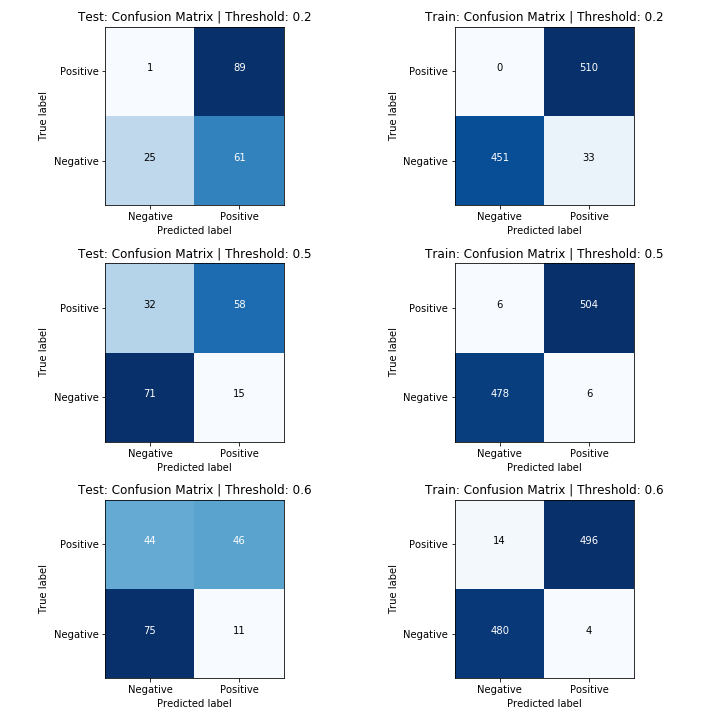 Test: Confusion Matrix | Threshold: 0.2
True label
Positive
1
89
Negative
25
61
Negative
Positive
Predicted label
Train: Confusion Matrix | Threshold: 0.2
True label
Positive
0
510
Negative
451
33
Negative
Positive
Predicted label
Test: Confusion Matrix | Threshold: 0.5
True label
Positive
32
58
Negative
71
15
Negative
Positive
Predicted label
Train: Confusion Matrix | Threshold: 0.5
True label
Positive
6
504
Negative
478
6
Negative
Positive
Predicted label
Test: Confusion Matrix | Threshold: 0.6
True label
Positive
44
46
Negative
75
11
Negative
Positive
Predicted label
Train: Confusion Matrix | Threshold: 0.6
True label
Positive
14
496
Negative
480
4
Negative
Positive
Predicted label